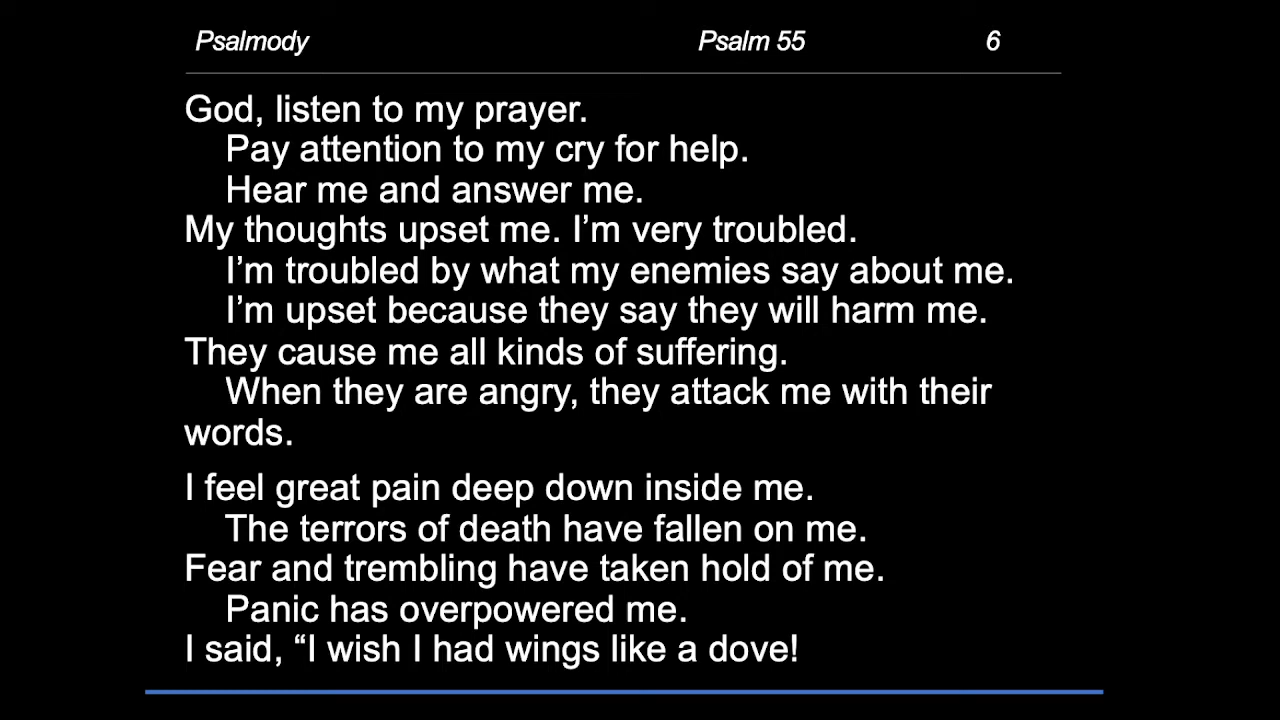 Psalmody Psalm 55 6
God, listen to my prayer.
Pay attention to my cry for help.
Hear me and answer me.
My thoughts upset me. I’m very troubled.
I’m troubled by what my enemies say about me.
I’m upset because they say they will harm me.
They cause me all kinds of suffering.
When they are angry, they attack me with their
words.
I feel great pain deep down inside me.
The terrors of death have fallen on me.
Fear and trembling have taken hold of me.
Panic has overpowered me.
I said, “I wish I had wings like a dove!